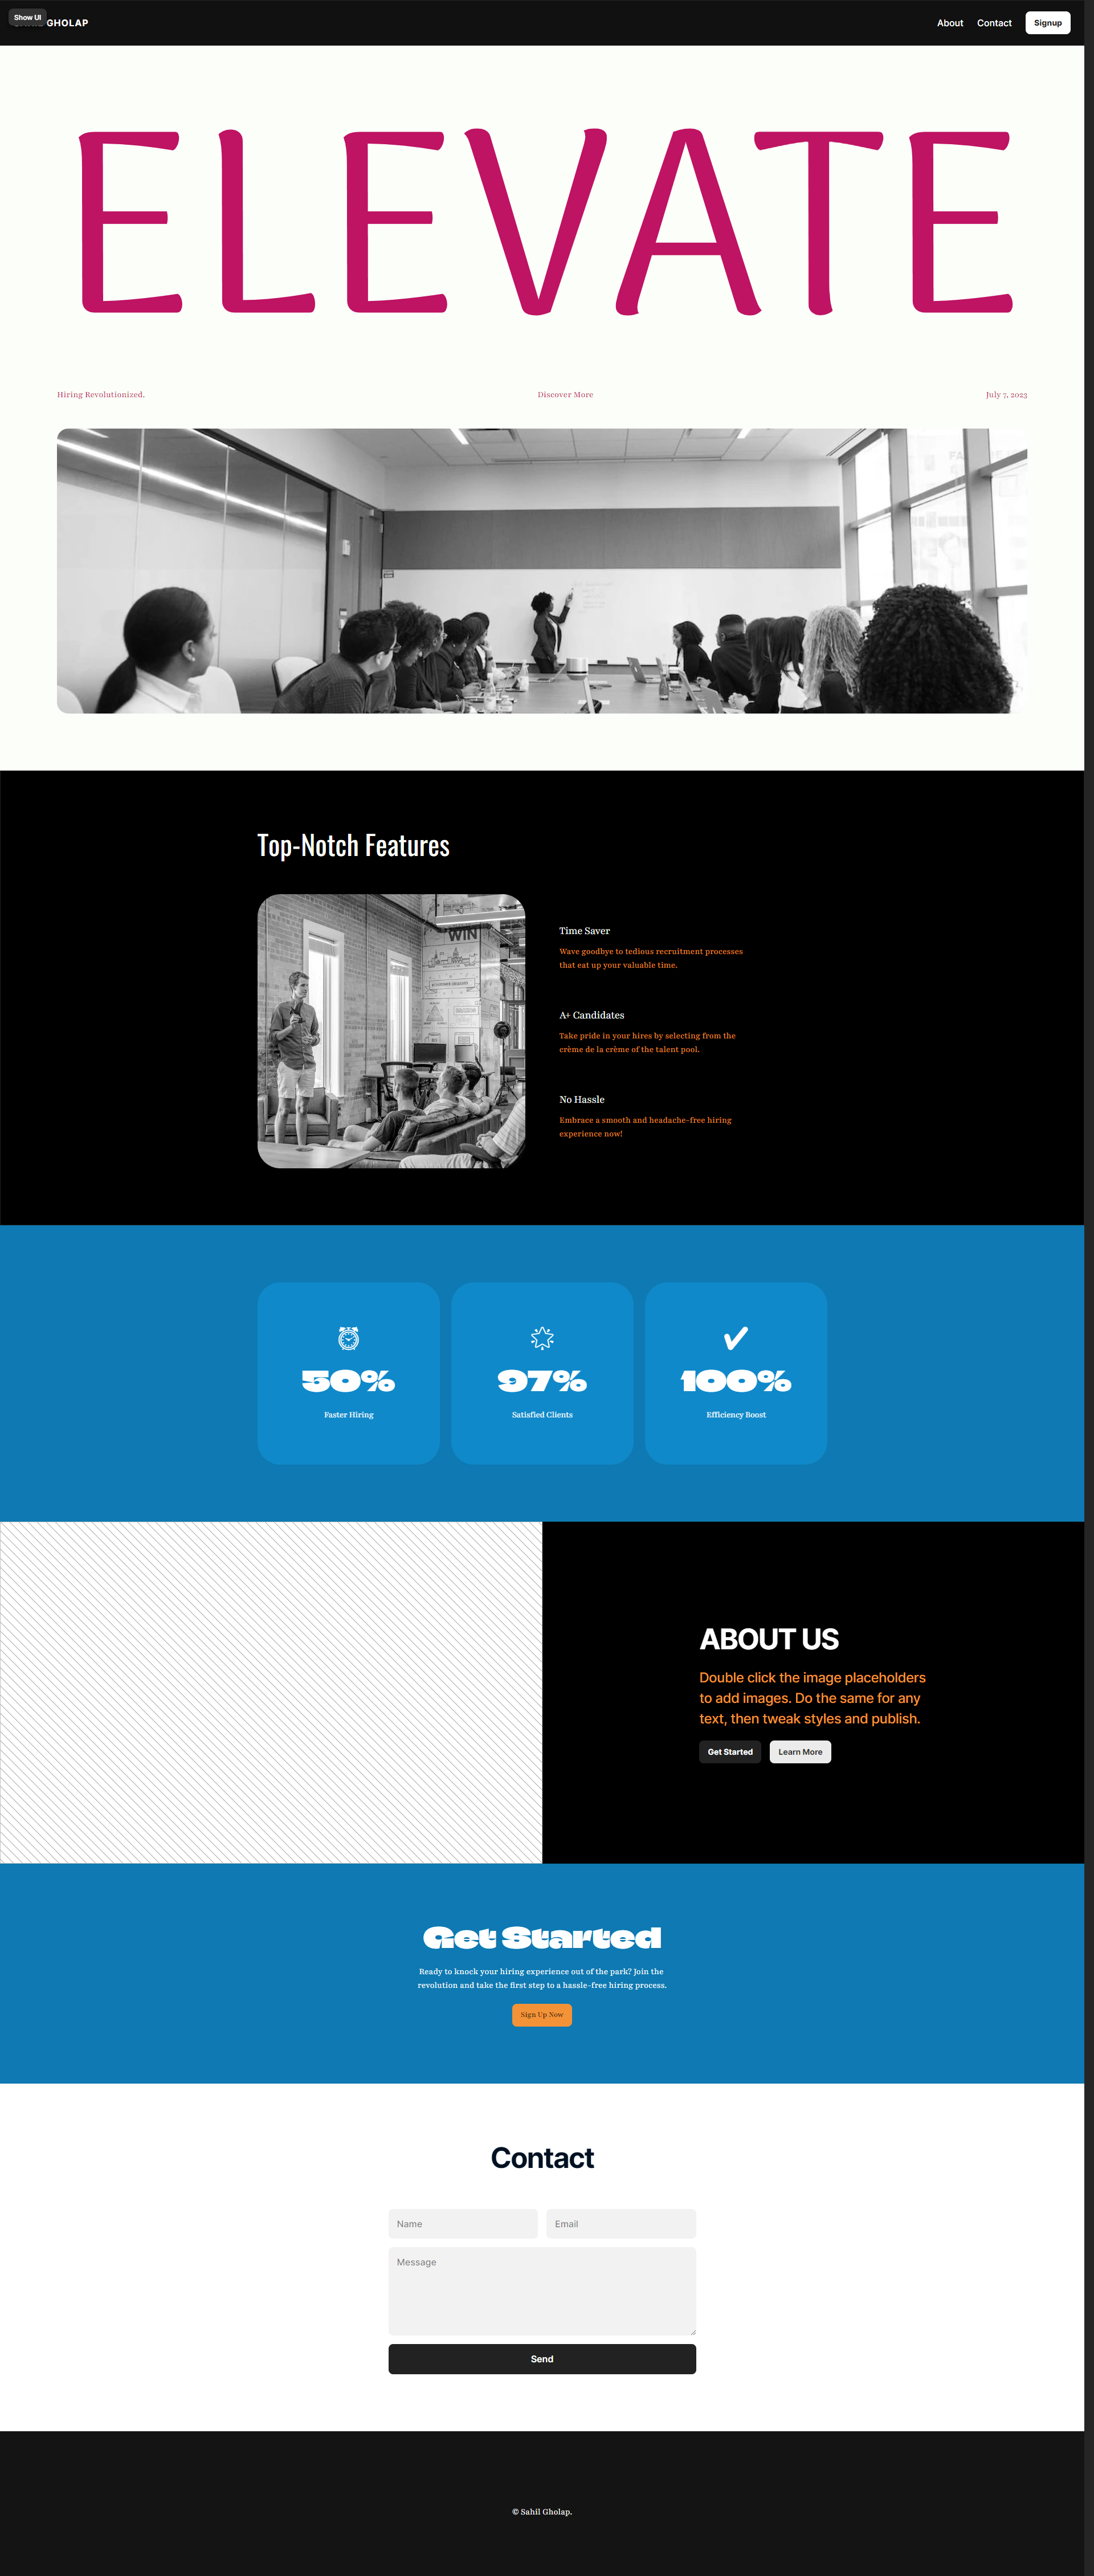 Show UI
GHOLAP
About
Contact
Signup
ELEVATE
Hiring Revolutionized.
Discover More
July 7, 2023
Top-Notch Features
WIN
Time Saver
Wave goodbye to tedious recruitment processes
that eat up your valuable time.
A+ Candidates
Take pride in your hires by selecting from the
crème de la crème of the talent pool.
No Hassle
Embrace a smooth and headache-free hiring
experience now!
50%
Faster Hiring
97%
Satisfied Clients
100%
Efficiency Boost
ABOUT US
Double click the image placeholders
to add images. Do the same for any
text, then tweak styles and publish.
Get Started
Learn More
Get Started
Ready to knock your hiring experience out of the park? Join the
revolution and take the first step to a hassle-free hiring process.
Sign Up Now
Contact
Name
Email
Message
Send
© Sahil Gholap.